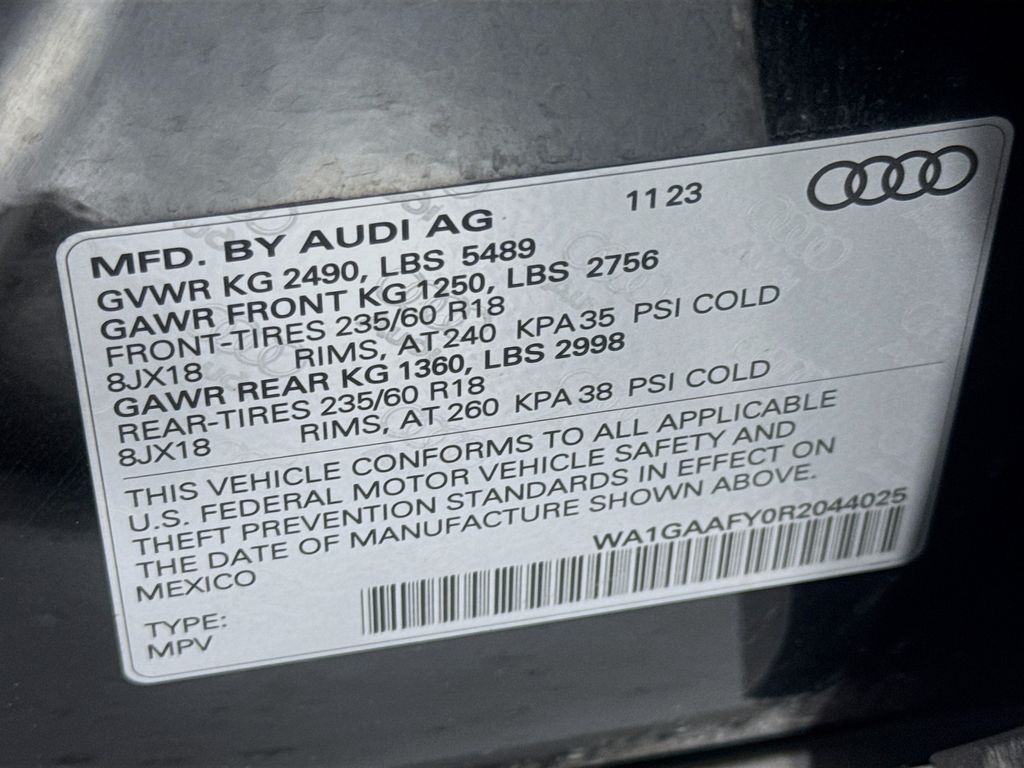 MFD. BY AUDI AG 11 23
GVWR KG 2490, LBS 5489
GAWR FRONT KG 1250, LBS 2756
FRONT-TIRES 235/60 R18
8JX18 RIMS, AT 240 KPA 35 PSI COLD
GAWR REAR KG 1360, LBS 2998
REAR-TIRES 235/60 R18
8JX18 RIMS, AT 260 KPA 38 PSI COLD
THIS VEHICLE CONFORMS TO ALL APPLICABLE
U.S. FEDERAL MOTOR VEHICLE SAFETY AND
THEFT PREVENTION STANDARDS IN EFFECT ON
THE DATE OF MANUFACTURE SHOWN ABOVE.
MEXICO WA1GAAFY0R2044025
TYPE:
MPV